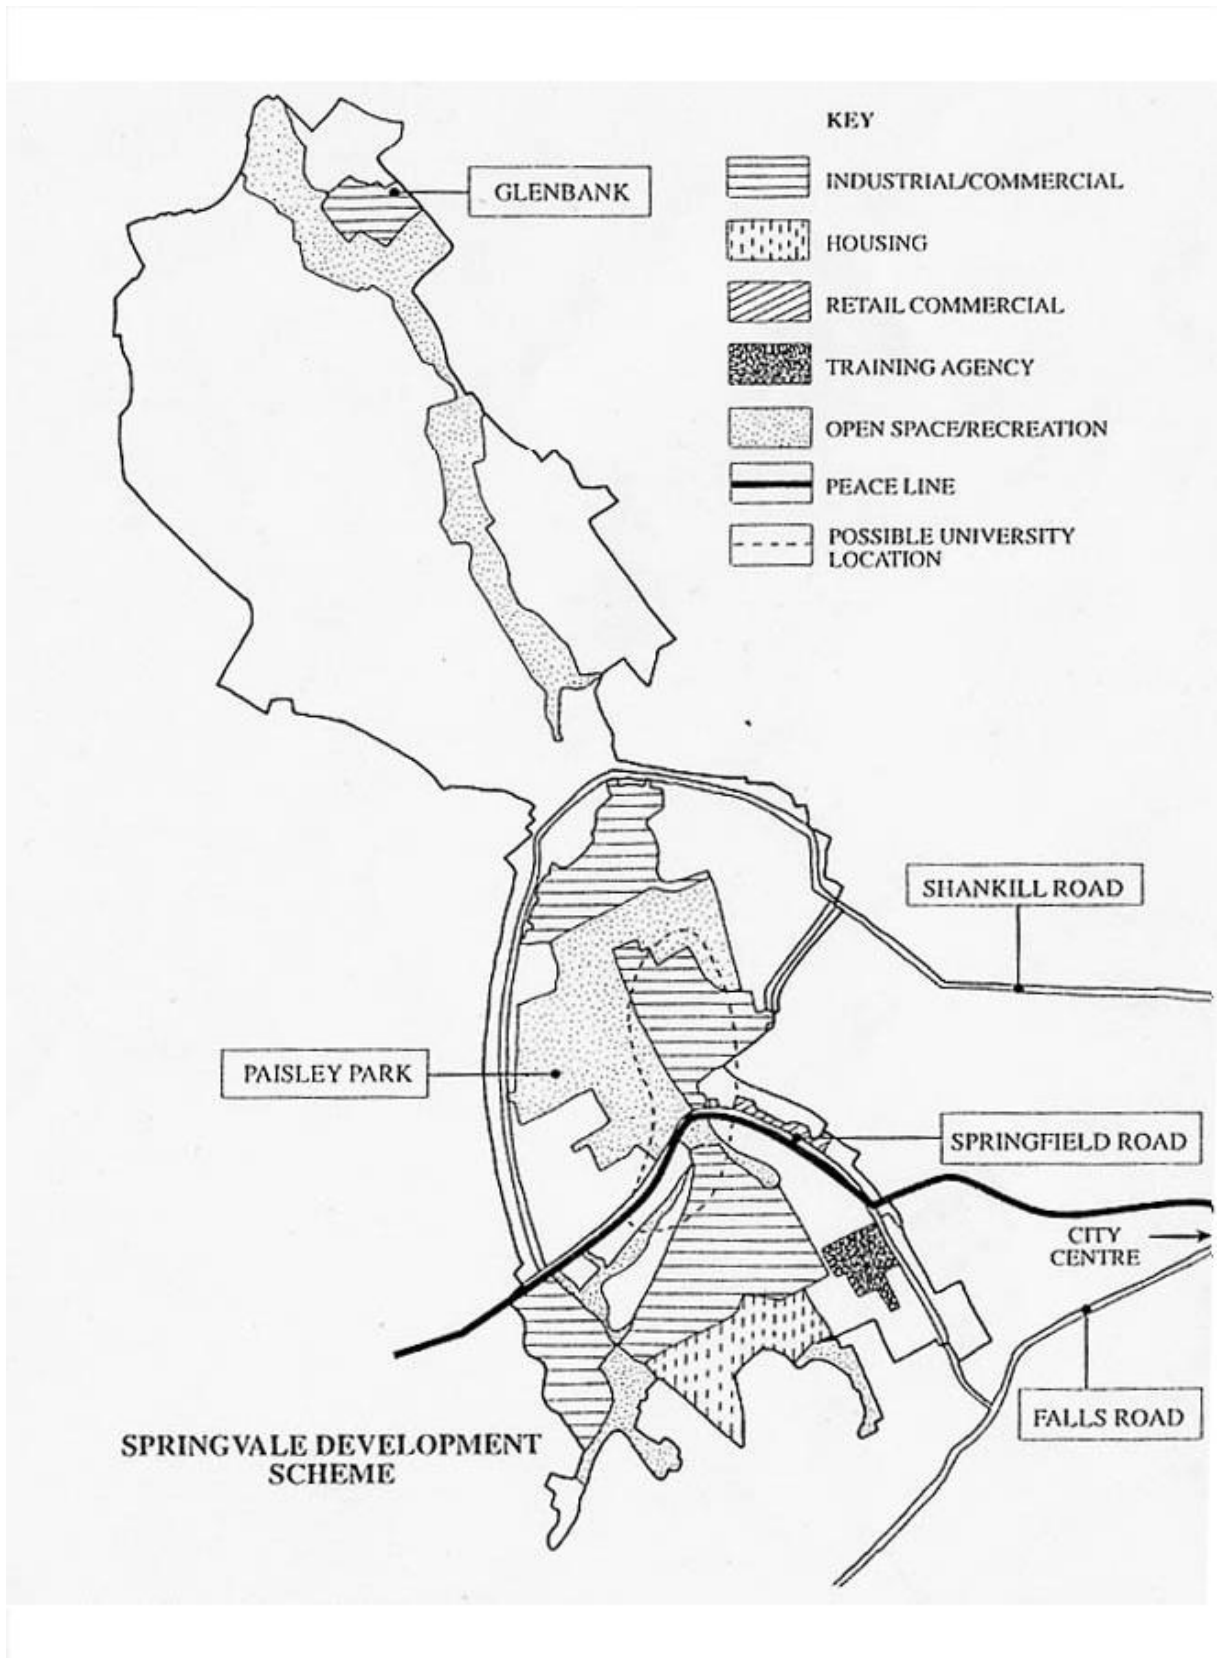 KEY
INDUSTRIAL/COMMERCIAL
HOUSING
RETAIL COMMERCIAL
TRAINING AGENCY
OPEN SPACE/RECREATION
PEACE LINE
POSSIBLE UNIVERSITY
LOCATION
GLENBANK
SHANKILL ROAD
PAISLEY PARK
SPRINGFIELD ROAD
CITY
CENTRE
FALLS ROAD
SPRINGVALE DEVELOPMENT
SCHEME